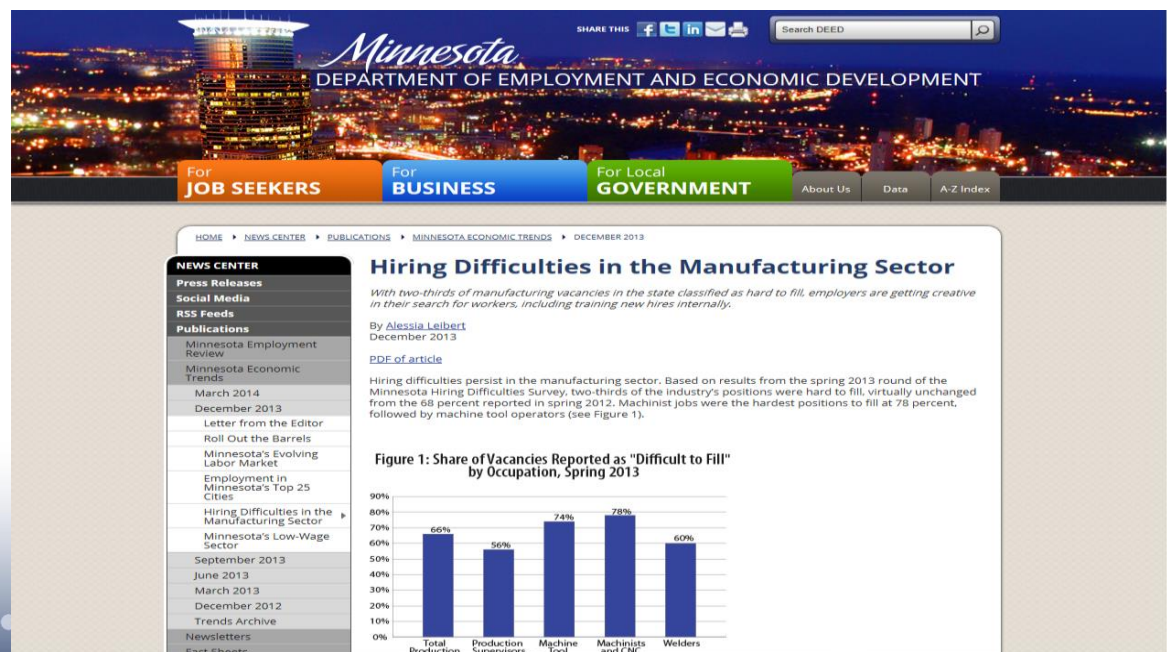 SHARE THIS
Search DEED
Minnesota
DEPARTMENT OF EMPLOYMENT AND ECONOMIC DEVELOPMENT
For
JOB SEEKERS
For
BUSINESS
For Local
GOVERNMENT
About Us
Data
A-Z Index
HOME NEWS CENTER PUBLICATIONS MINNESOTA ECONOMIC TRENDS DECEMBER 2013
NEWS CENTER
Press Releases
Social Media
RSS Feeds
Publications
Minnesota Employment
Review
Minnesota Economic
Trends
March 2014
December 2013
Letter from the Editor
Roll Out the Barrels
Minnesota's Evolving
Labor Market
Employment in
Minnesota's Top 25
Cities
Hiring Difficulties in the
Manufacturing Sector
Minnesota's Low-Wage
Sector
September 2013
June 2013
March 2013
December 2012
Trends Archive
Newsletters
Fact Sheets
Hiring Difficulties in the Manufacturing Sector
With two-thirds of manufacturing vacancies in the state classified as hard to fill, employers are getting creative
in their search for workers, including training new hires internally.
By Alessia Leibert
December 2013
PDF of article
Hiring difficulties persist in the manufacturing sector. Based on results from the spring 2013 round of the
Minnesota Hiring Difficulties Survey, two-thirds of the industry's positions were hard to fill, virtually unchanged
from the 68 percent reported in spring 2012. Machinist jobs were the hardest positions to fill at 78 percent,
followed by machine tool operators (see Figure 1).
Figure 1: Share of Vacancies Reported as "Difficult to Fill"
by Occupation, Spring 2013
90%
80%
70%
60%
50%
40%
30%
20%
10%
0%
66%
56%
74%
78%
60%
Total
Production
Production
Supervisors
Machine
Tool
Machinists
and CNC
Welders